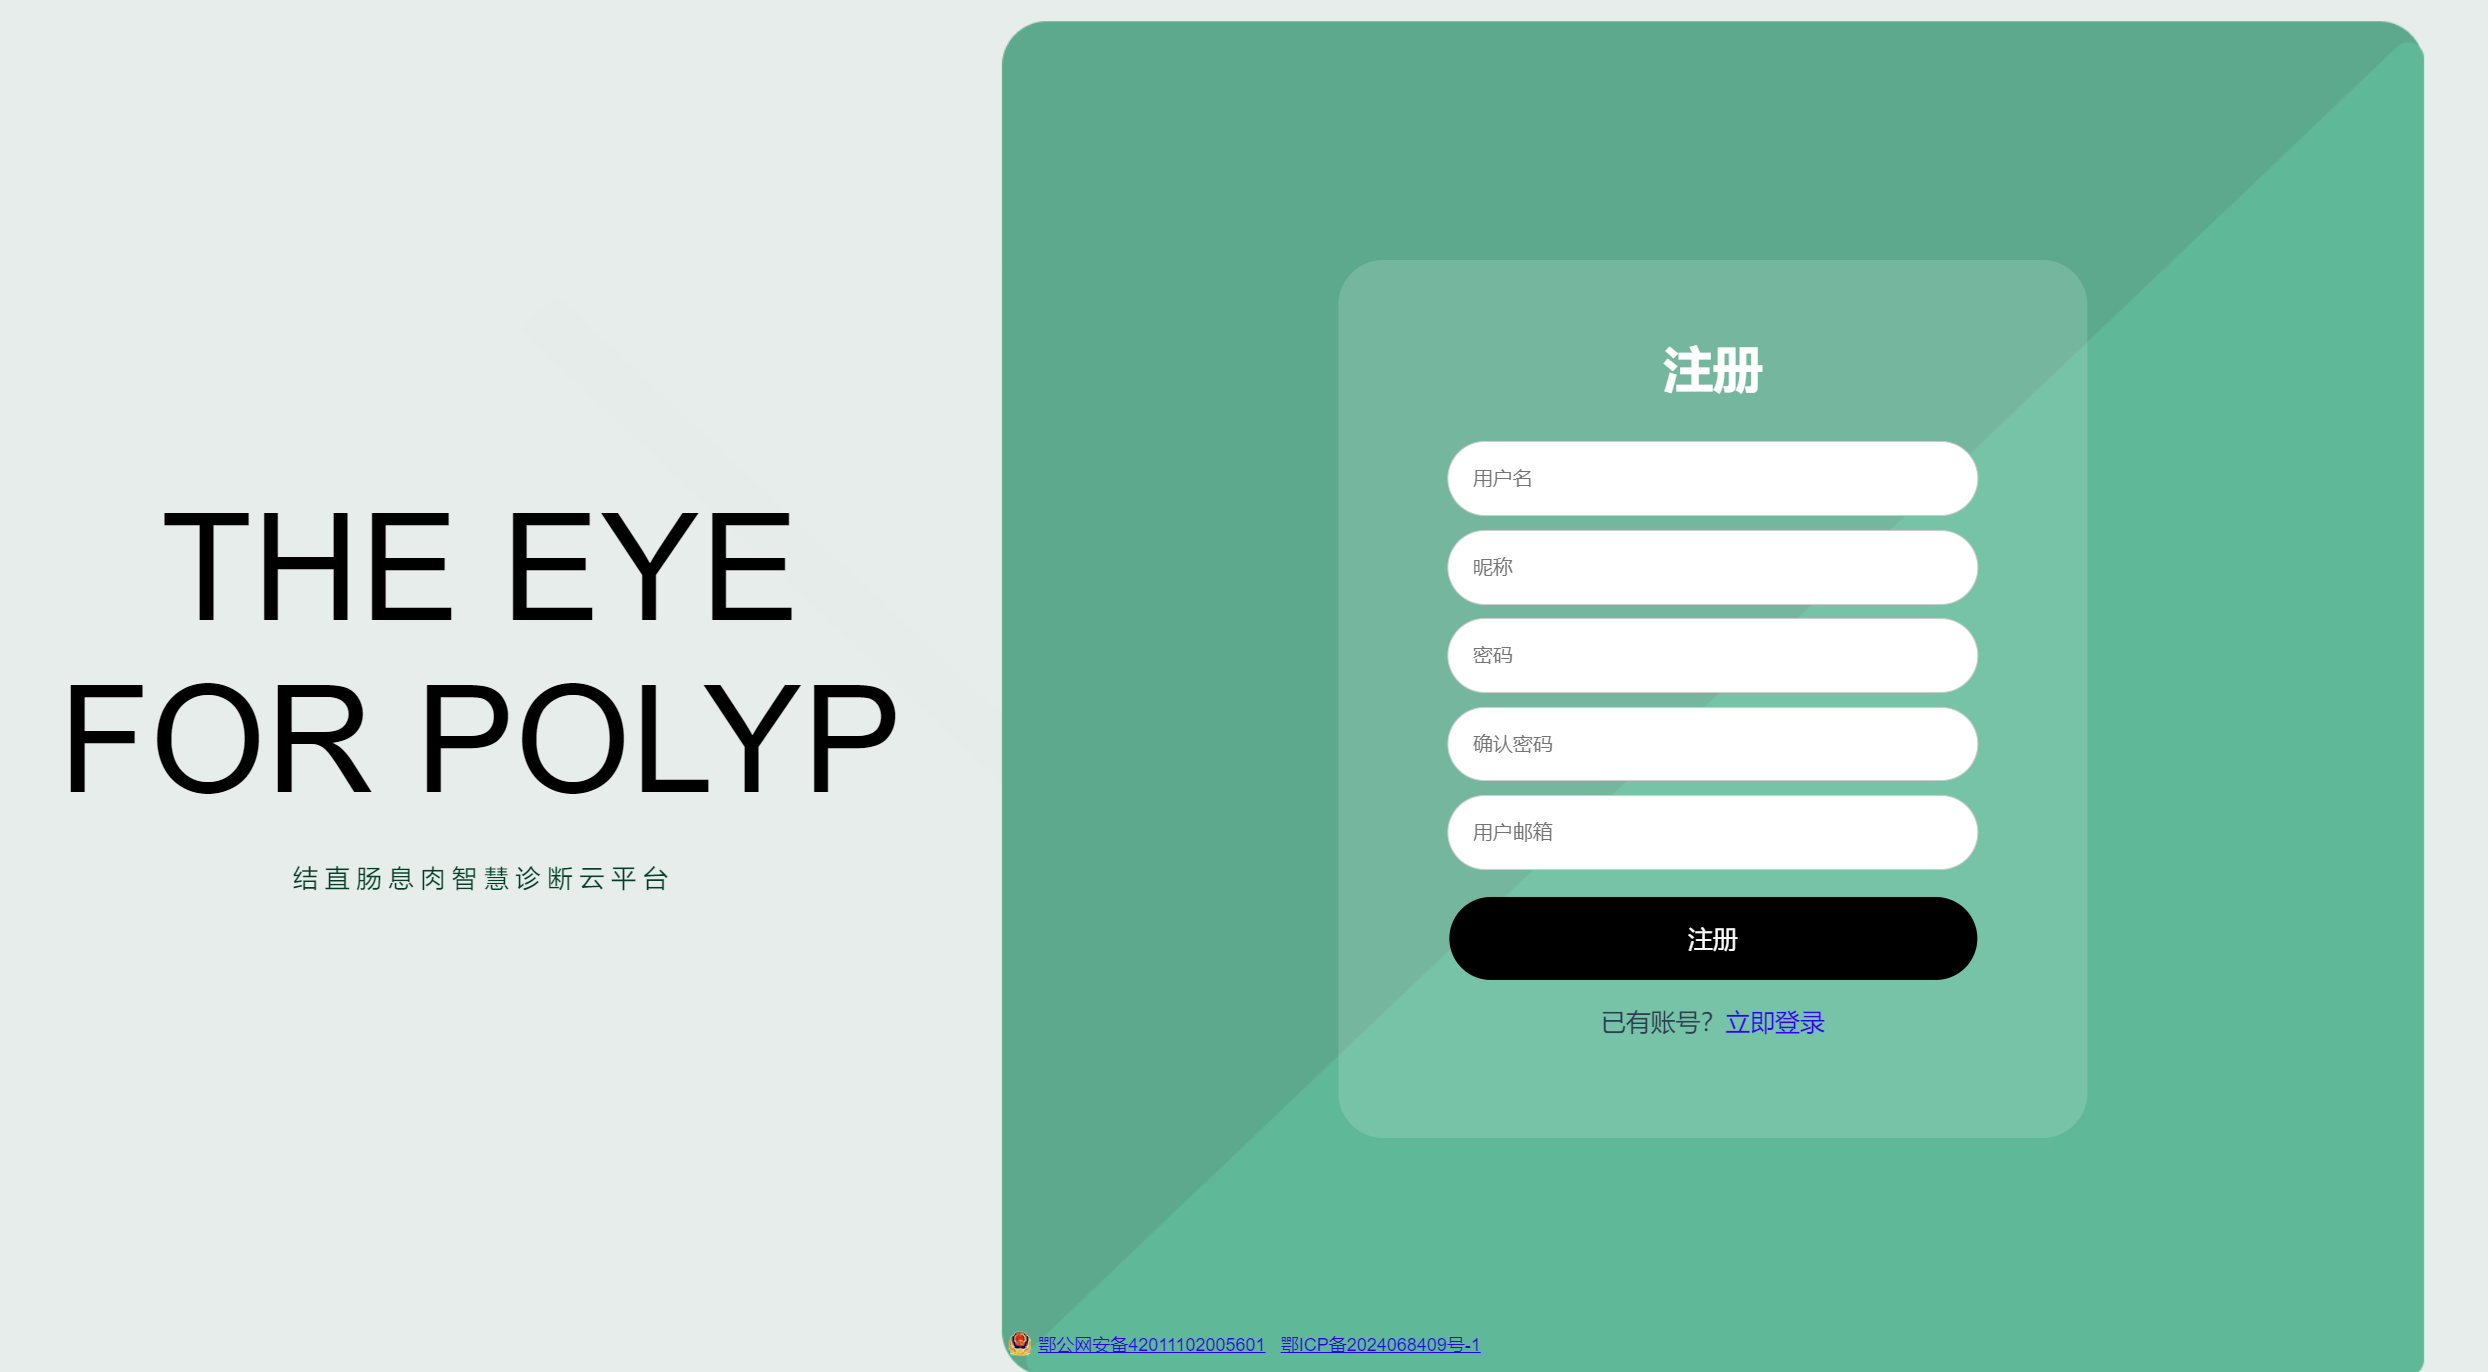 THE EYE
FOR POLYP
结直肠息肉智慧诊断云平台
注册
用户名
昵称
密码
确认密码
用户邮箱
注册
已有账号？立即登录
鄂公网安备42011102005601 鄂ICP备2024068409号-1